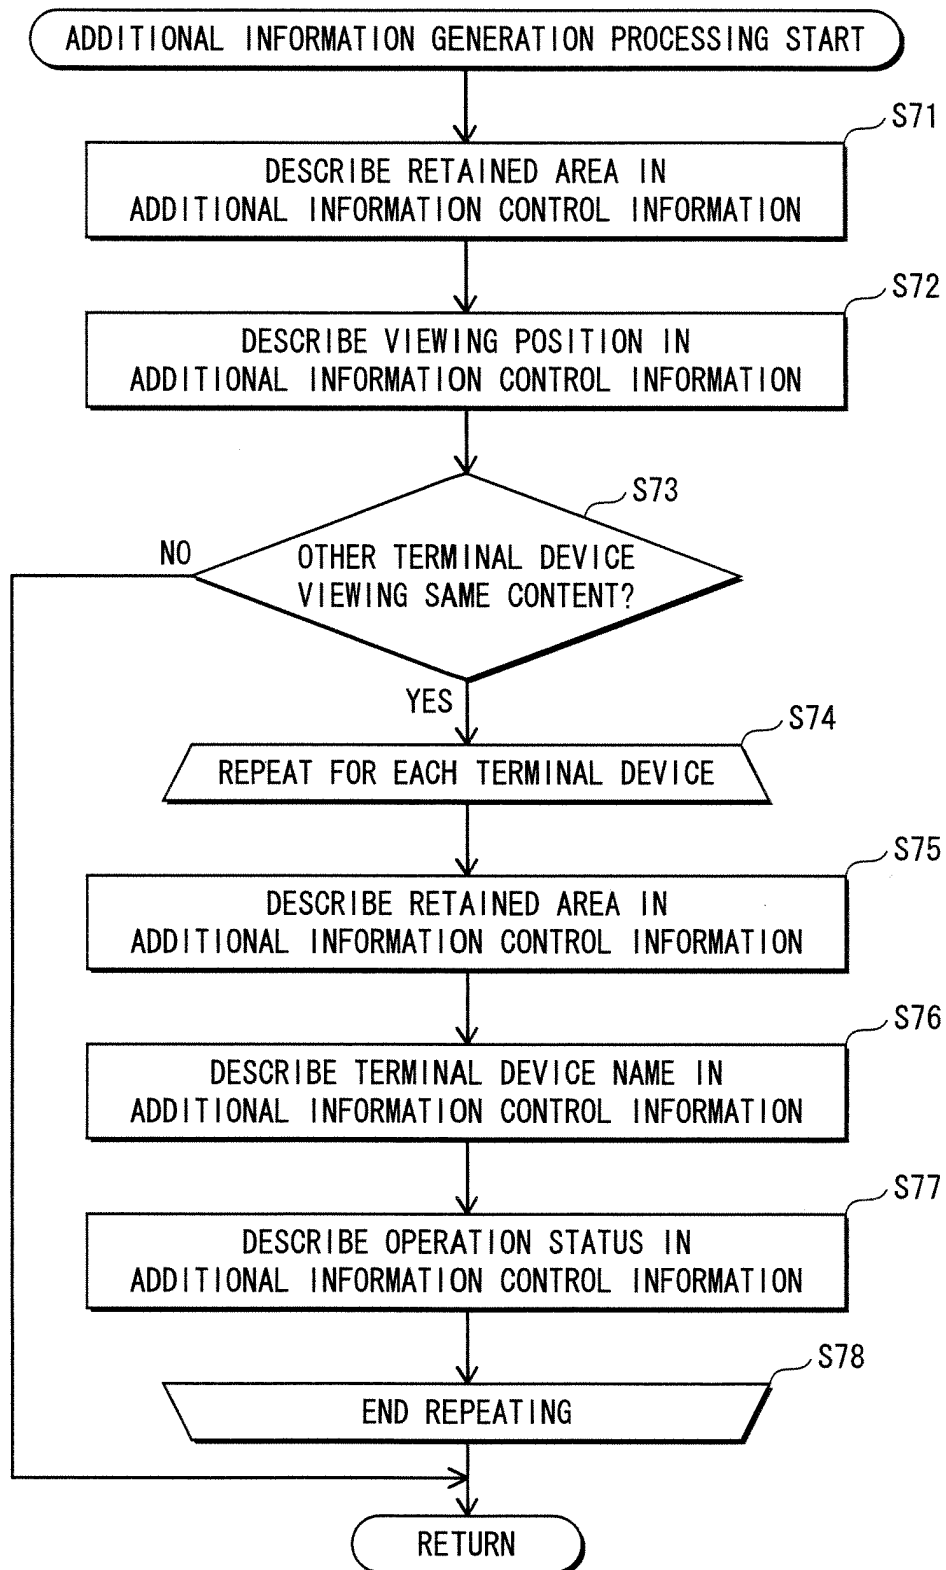 ADDITIONAL INFORMATION GENERATION PROCESSING START
S71
DESCRIBE RETAINED AREA IN
ADDITIONAL INFORMATION CONTROL INFORMATION
S72
DESCRIBE VIEWING POSITION IN
ADDITIONAL INFORMATION CONTROL INFORMATION
S73
NO
OTHER TERMINAL DEVICE
VIEWING SAME CONTENT?
YES
S74
REPEAT FOR EACH TERMINAL DEVICE
S75
DESCRIBE RETAINED AREA IN
ADDITIONAL INFORMATION CONTROL INFORMATION
S76
DESCRIBE TERMINAL DEVICE NAME IN
ADDITIONAL INFORMATION CONTROL INFORMATION
S77
DESCRIBE OPERATION STATUS IN
ADDITIONAL INFORMATION CONTROL INFORMATION
S78
END REPEATING
RETURN